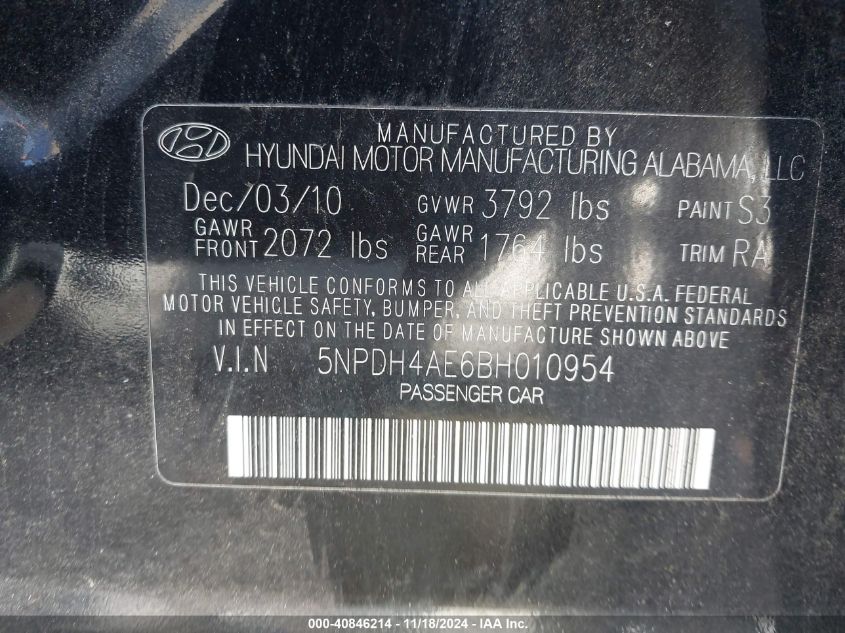 MANUFACTURED BY
HYUNDAI MOTOR MANUFACTURING ALABAMA, LLC
Dec/03/10 GVWR 3792 lbs PAINT S3
GAWR FRONT 2072 lbs GAWR REAR 1764 lbs TRIM RA
THIS VEHICLE CONFORMS TO ALL APPLICABLE U.S.A. FEDERAL
MOTOR VEHICLE SAFETY, BUMPER, AND THEFT PREVENTION STANDARDS
IN EFFECT ON THE DATE OF MANUFACTURE SHOWN ABOVE
V.I.N 5NPDH4AE6BH010954
PASSENGER CAR
000-40846214 - 11/18/2024 - www.iaai.com